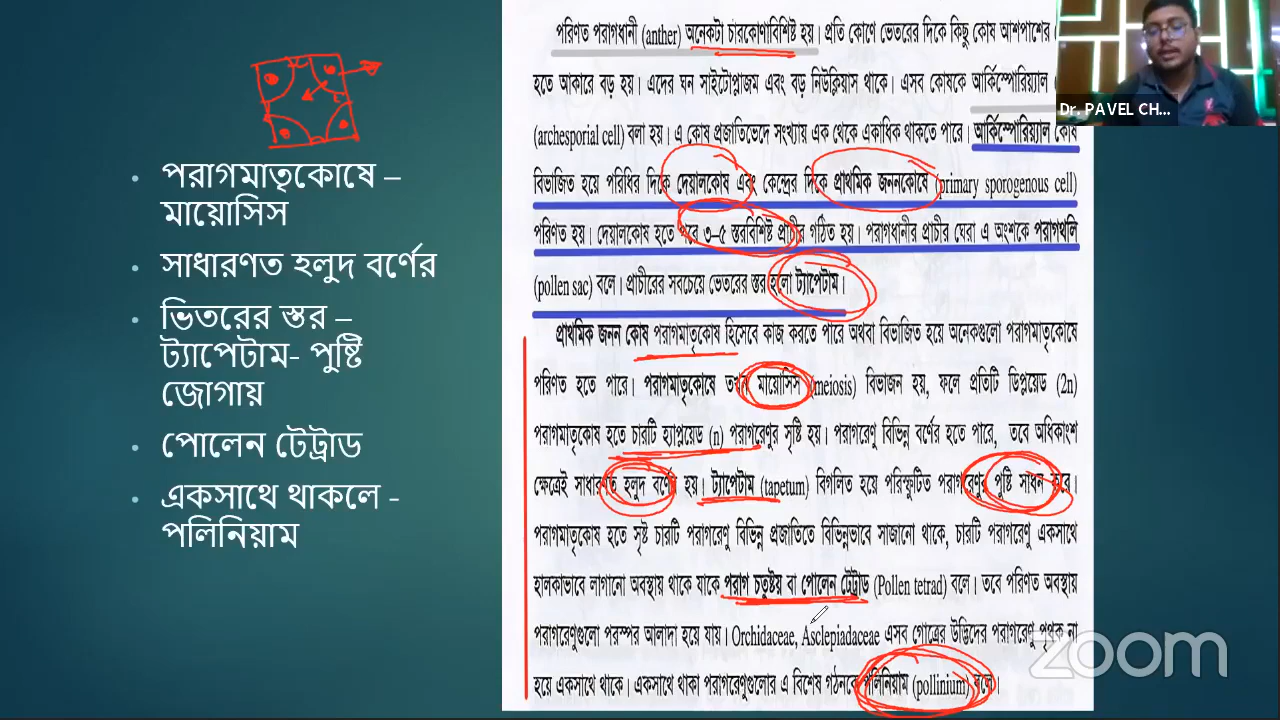 পরাগমাতৃকোষে –
মায়োসিস
সাধারণত হলুদ বর্ণের
ভিতরের স্তর –
ট্যাপেটাম- পুষ্টি
জোগায়
পোলেন টেট্রাড
একসাথে থাকলে -
পলিনিয়াম
পরিণত পরাগধানী (anther) অনেকটা চারকোণাবিশিষ্ট হয়। প্রতি কোণে ভেতরের দিকে কিছু কোষ আশপাশের
হতে আকারে বড় হয়। এদের ঘন সাইটোপ্লাজম এবং বড় নিউক্লিয়াস থাকে। এসব কোষকে আর্কিস্পোরিয়্যাল
(archesporial cell) বলা হয়। এ কোষ প্রজাতিভেদে সংখ্যায় এক থেকে একাধিক থাকতে পারে। আর্কিস্পোরিয়্যাল কোষ
বিভাজিত হয়ে পরিধির দিকে দেয়ালকোষ এবং কেন্দ্রের দিকে প্রাথমিক জননকোষে (primary sporogenous cell)
পরিণত হয়। দেয়ালকোষ হতে পরে ৩–৫ স্তরবিশিষ্ট প্রাচীর গঠিত হয়। পরাগধানীর প্রাচীর ঘেরা এ অংশকে পরাগথলি
(pollen sac) বলে। প্রাচীরের সবচেয়ে ভেতরের স্তর হলো ট্যাপেটাম।
প্রাথমিক জনন কোষ পরাগমাতৃকোষ হিসেবে কাজ করতে পারে অথবা বিভাজিত হয়ে অনেকগুলো পরাগমাতৃকোষে
পরিণত হতে পারে। পরাগমাতৃকোষে তখন মায়োসিস (meiosis) বিভাজন হয়, ফলে প্রতিটি ডিপ্লয়েড (2n)
পরাগমাতৃকোষ হতে চারটি হ্যাপ্লয়েড (n) পরাগরেণুর সৃষ্টি হয়। পরাগরেণু বিভিন্ন বর্ণের হতে পারে, তবে অধিকাংশ
ক্ষেত্রেই সাধারণত হলুদ বর্ণের হয়। ট্যাপেটাম (tapetum) বিগলিত হয়ে পরিস্ফুটিত পরাগরেণুর পুষ্টি সাধন করে।
পরাগমাতৃকোষ হতে সৃষ্ট চারটি পরাগরেণু বিভিন্ন প্রজাতিতে বিভিন্নভাবে সাজানো থাকে, চারটি পরাগরেণু একসাথে
হালকাভাবে লাগানো অবস্থায় থাকে যাকে পরাগ চতুষ্টয় বা পোলেন টেট্রাড (Pollen tetrad) বলে। তবে পরিণত অবস্থায়
পরাগরেণুগুলো পরস্পর আলাদা হয়ে যায়। Orchidaceae, Asclepiadaceae এসব গোত্রের উদ্ভিদের পরাগরেণু পৃথক না
হয়ে একসাথে থাকে। একসাথে থাকা পরাগরেণুগুলোর এ বিশেষ গঠনকে পলিনিয়াম (pollinium) বলে।
Dr. PAVEL CH...
zoom